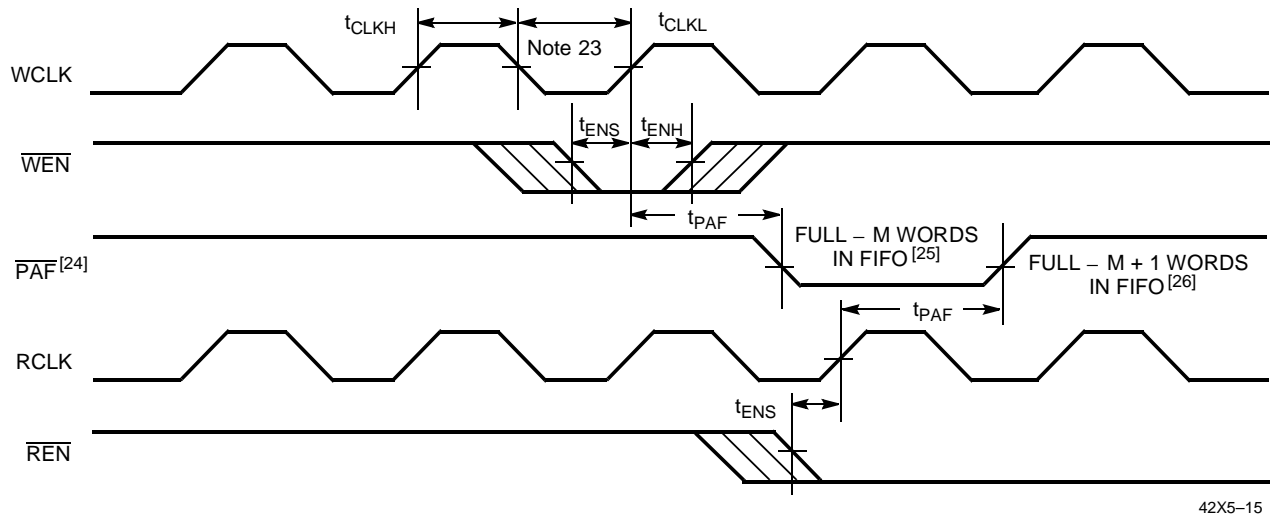 tCLKH
tCLKL
Note 23
WCLK
tENS
tENH
WEN
tPAF
FULL – M WORDS
IN FIFO[25]
PAF[24]
FULL – M + 1 WORDS
IN FIFO[26]
tPAF
RCLK
tENS
REN
42X5–15